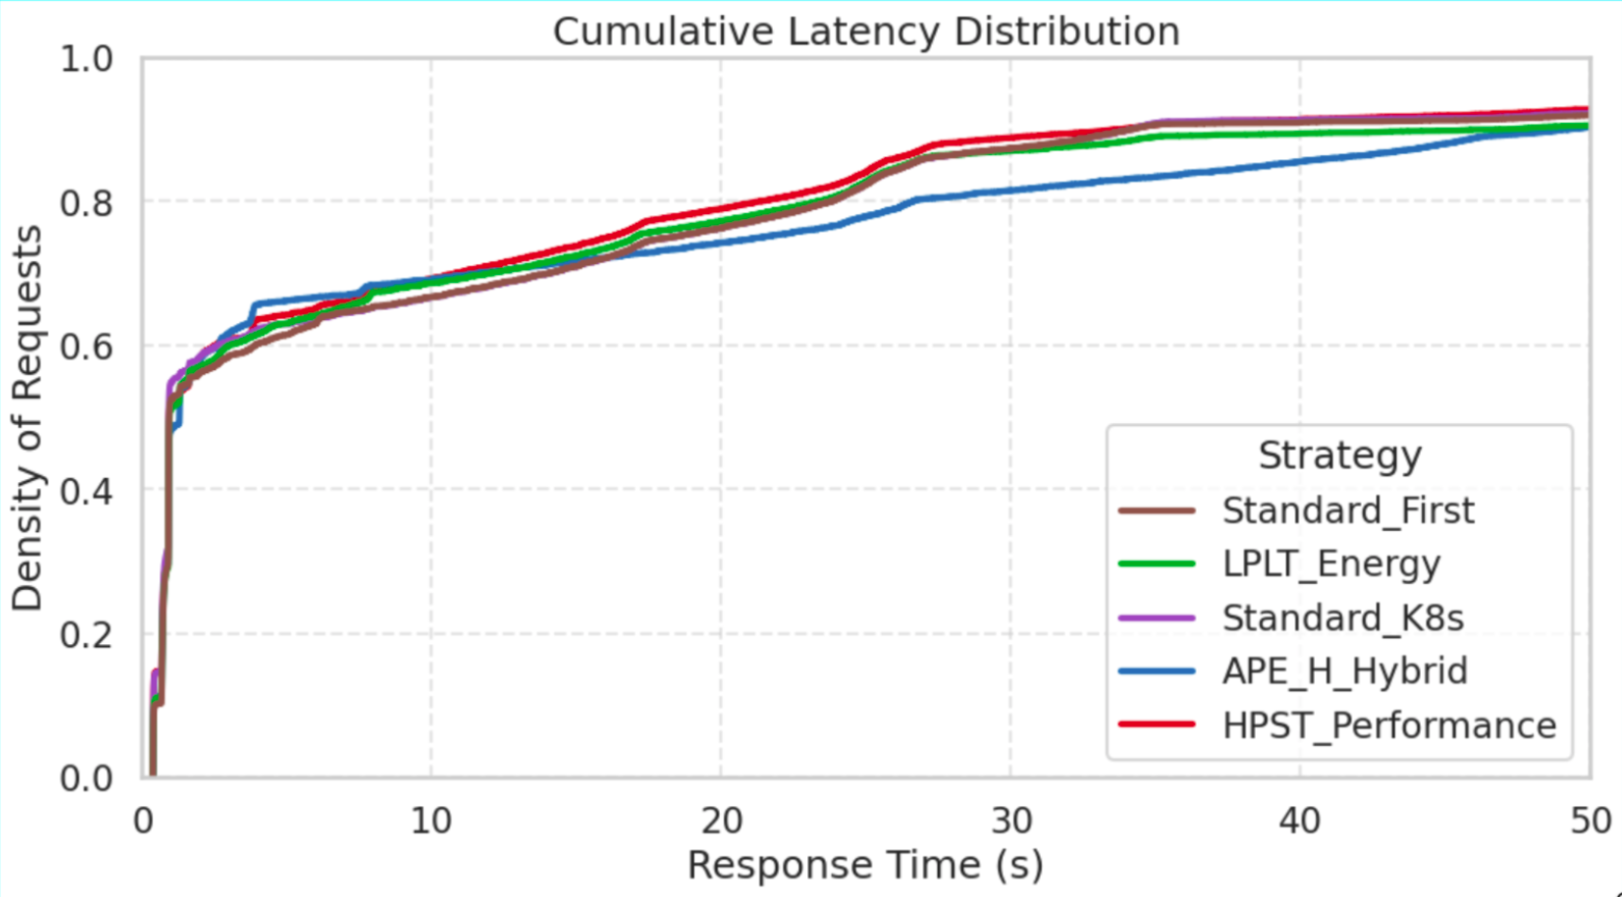 Cumulative Latency Distribution
1.0
0.8
0.6
0.4
0.2
0.0
Density of Requests
0 10 20 30 40 50
Response Time (s)
Strategy
Standard_First
LPLT_Energy
Standard_K8s
APE_H_Hybrid
HPST_Performance